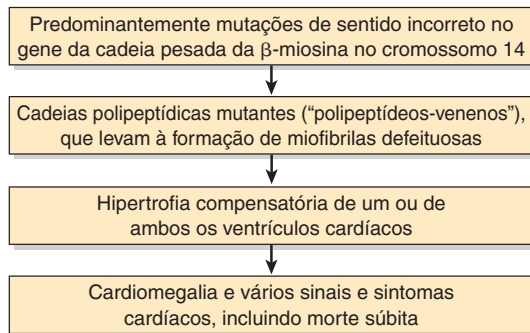 Predominantemente mutações de sentido incorreto no
gene da cadeia pesada da β-miosina no cromossomo 14
Cadeias polipeptídicas mutantes (“polipeptídeos-venenos”),
que levam à formação de miofibrilas defeituosas
Hipertrofia compensatória de um ou de
ambos os ventrículos cardíacos
Cardiomegalia e vários sinais e sintomas
cardíacos, incluindo morte súbita